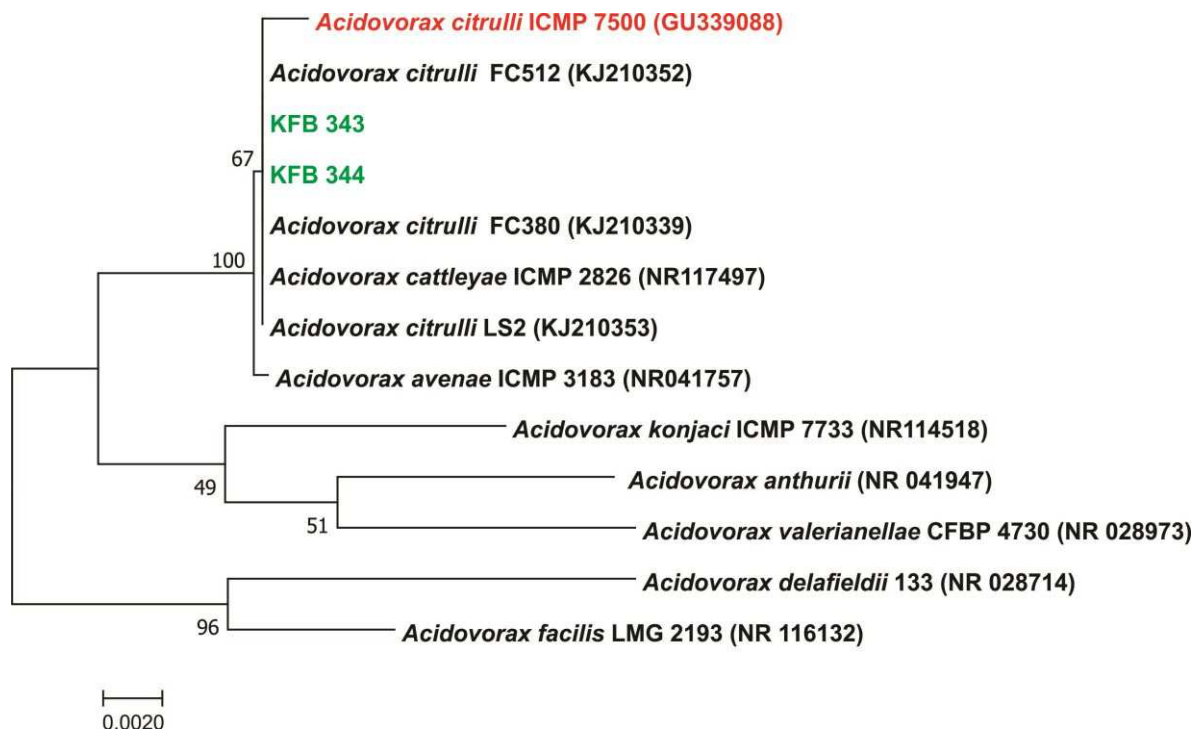 Acidovorax citrulli ICMP 7500 (GU339088)
Acidovorax citrulli FC512 (KJ210352)
KFB 343
67
KFB 344
Acidovorax citrulli FC380 (KJ210339)
100
Acidovorax cattleyae ICMP 2826 (NR117497)
Acidovorax citrulli LS2 (KJ210353)
Acidovorax avenae ICMP 3183 (NR041757)
Acidovorax konjaci ICMP 7733 (NR114518)
49
Acidovorax anthurii (NR 041947)
51
Acidovorax valerianellae CFBP 4730 (NR 028973)
Acidovorax delafieldii 133 (NR 028714)
96
Acidovorax facilis LMG 2193 (NR 116132)
0.0020